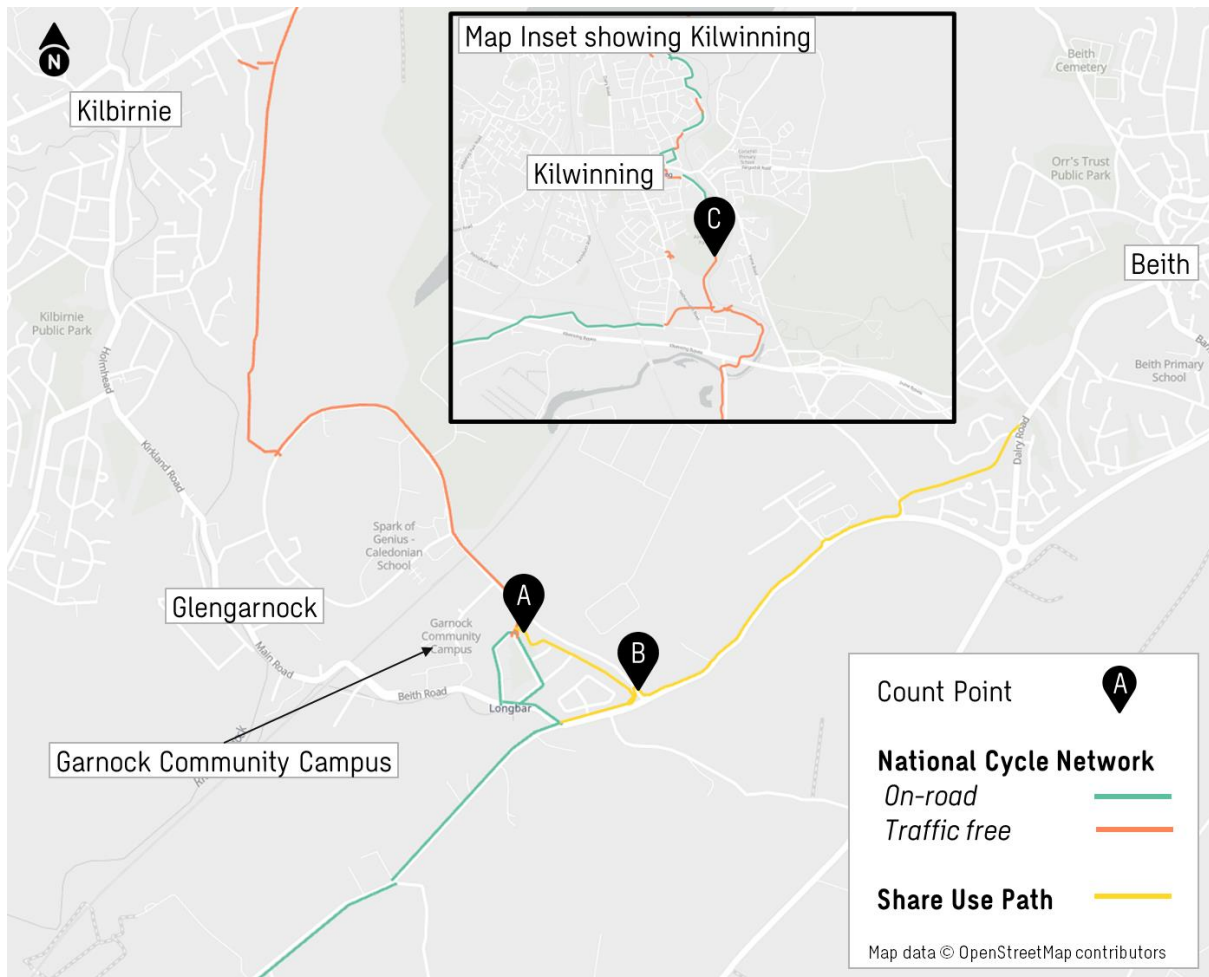 N
Kilbirnie
Map Inset showing Kilwinning
Kilwinning
C
Beith
Cemetery
Orr's Trust
Public Park
Beith
Beith Primary
School
Kilbirnie
Public Park
Holmhead
Kirkland Road
Dalry Road
Spark of
Genius -
Caledonian
School
Glengarnock
Main Road
Garnock
Community
Campus
A
B
Beith Road
Longbar
Garnock Community Campus
Count Point
A
National Cycle Network
On-road
Traffic free
Share Use Path
Map data © OpenStreetMap contributors